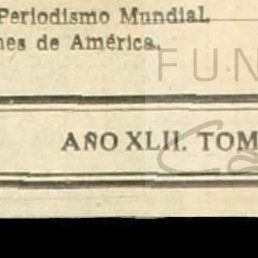 Periodismo Mundial
nes de América.
FUN
AÑO XLII. TOM